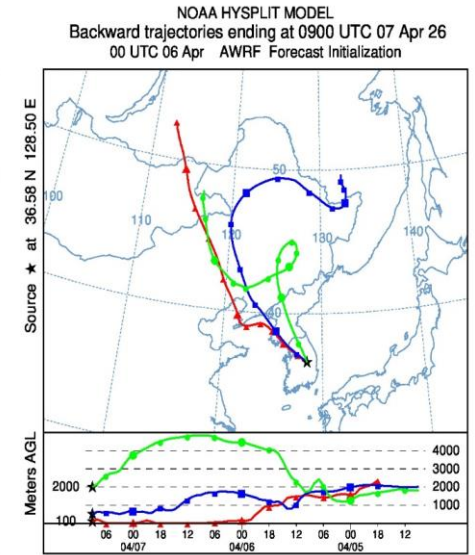 NOAA HYSPLIT MODEL
Backward trajectories ending at 0900 UTC 07 Apr 26
00 UTC 06 Apr AWRF Forecast Initialization
Source ★ at 36.58 N 128.50 E
100
110
120
130
140
50
40
Meters AGL
2000
100
4000
3000
2000
1000
06 00 18 12 06 00 18 12 06 00 18 12
04/07 04/06 04/05